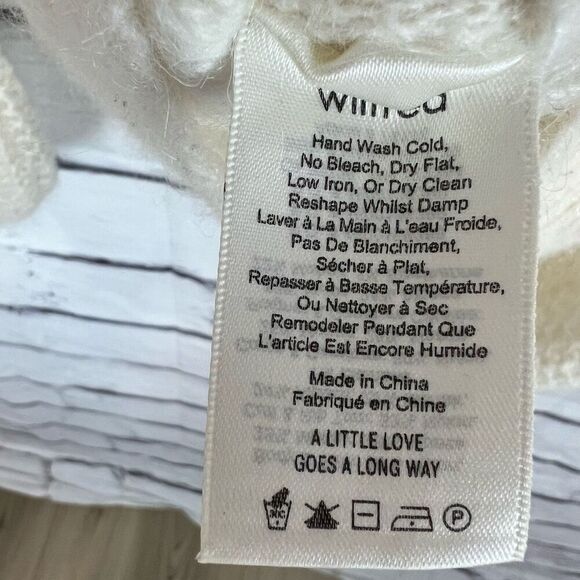 wilfred
Hand Wash Cold,
No Bleach, Dry Flat,
Low Iron, Or Dry Clean
Reshape Whilst Damp
Laver à La Main à L'eau Froide,
Pas De Blanchiment,
Sécher à Plat,
Repasser à Basse Température,
Ou Nettoyer à Sec
Remodeler Pendant Que
L'article Est Encore Humide
Made in China
Fabriqué en Chine
A LITTLE LOVE
GOES A LONG WAY
30C
P